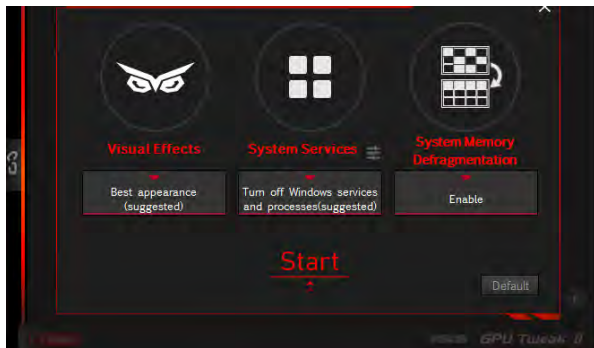 Visual Effects
System Services
System Memory
Defragmentation
Best appearance
(suggested)
Turn off Windows services
and processes(suggested)
Enable
Start
Default
GPU Tweak II